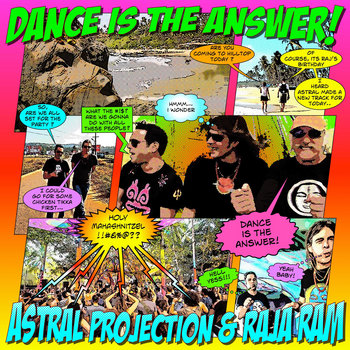 DANCE IS THE ANSWER!
ARE YOU
COMING TO HILLTOP
TODAY ?
OF
COURSE, ITS RAJ'S
BIRTHDAY
HEARD
ASTRAL MADE A
NEW TRACK FOR
TODAY..
SO,
ARE WE ALL
SET FOR THE
PARTY ?
I COULD
GO FOR SOME
CHICKEN TIKKA
FIRST...
WHAT THE #!$?
ARE WE GONNA
DO WITH ALL
THESE PEOPLE?
HMMM...
I WONDER
HOLY
MAHASHNITZEL
!!#&%@??
DANCE
IS THE
ANSWER!
HELL
YESS!!!
YEAH
BABY!
ASTRAL PROJECTION & RAJA RAM